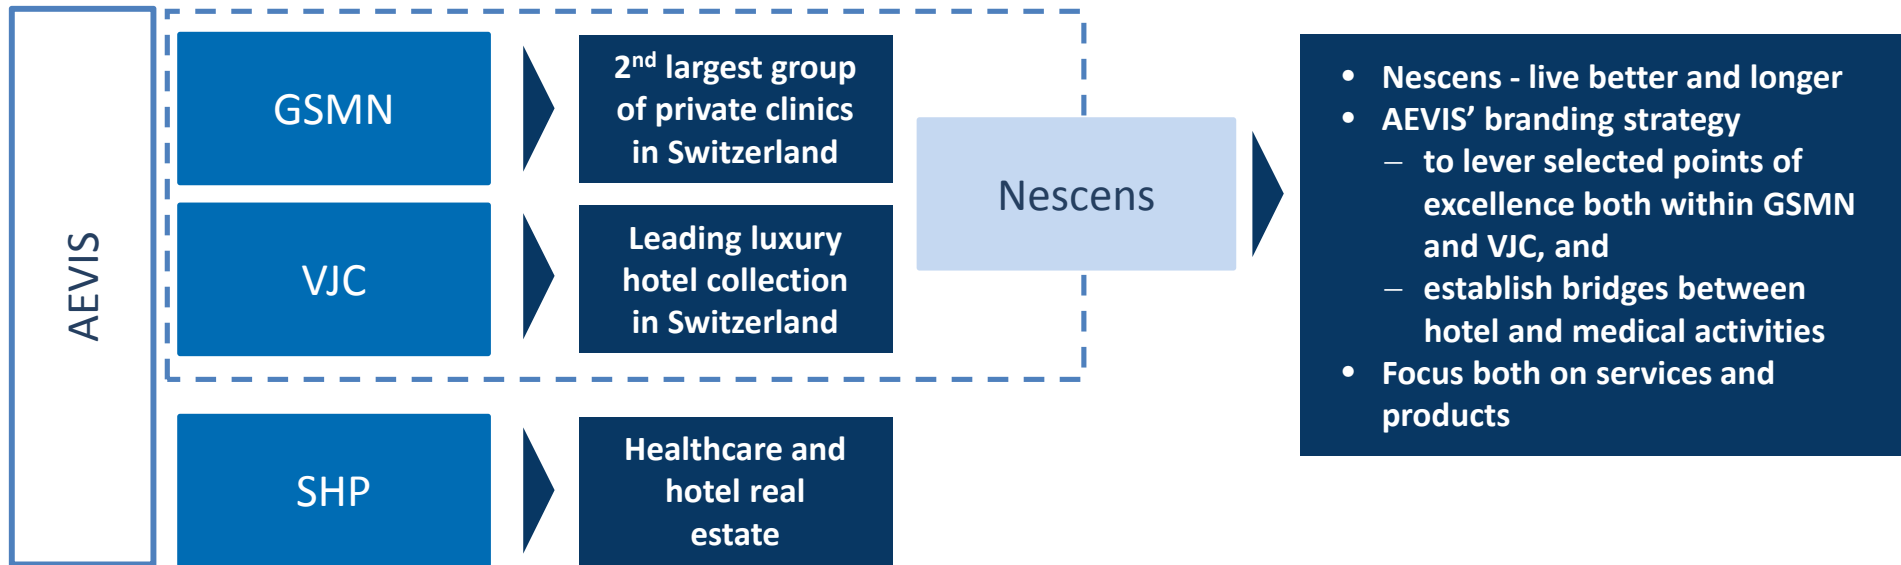 AEVIS
GSMN
2nd largest group
of private clinics
in Switzerland
VJC
Leading luxury
hotel collection
in Switzerland
SHP
Healthcare and
hotel real
estate
Nescens
• Nescens - live better and longer
• AEVIS’ branding strategy
– to lever selected points of
excellence both within GSMN
and VJC, and
– establish bridges between
hotel and medical activities
• Focus both on services and
products